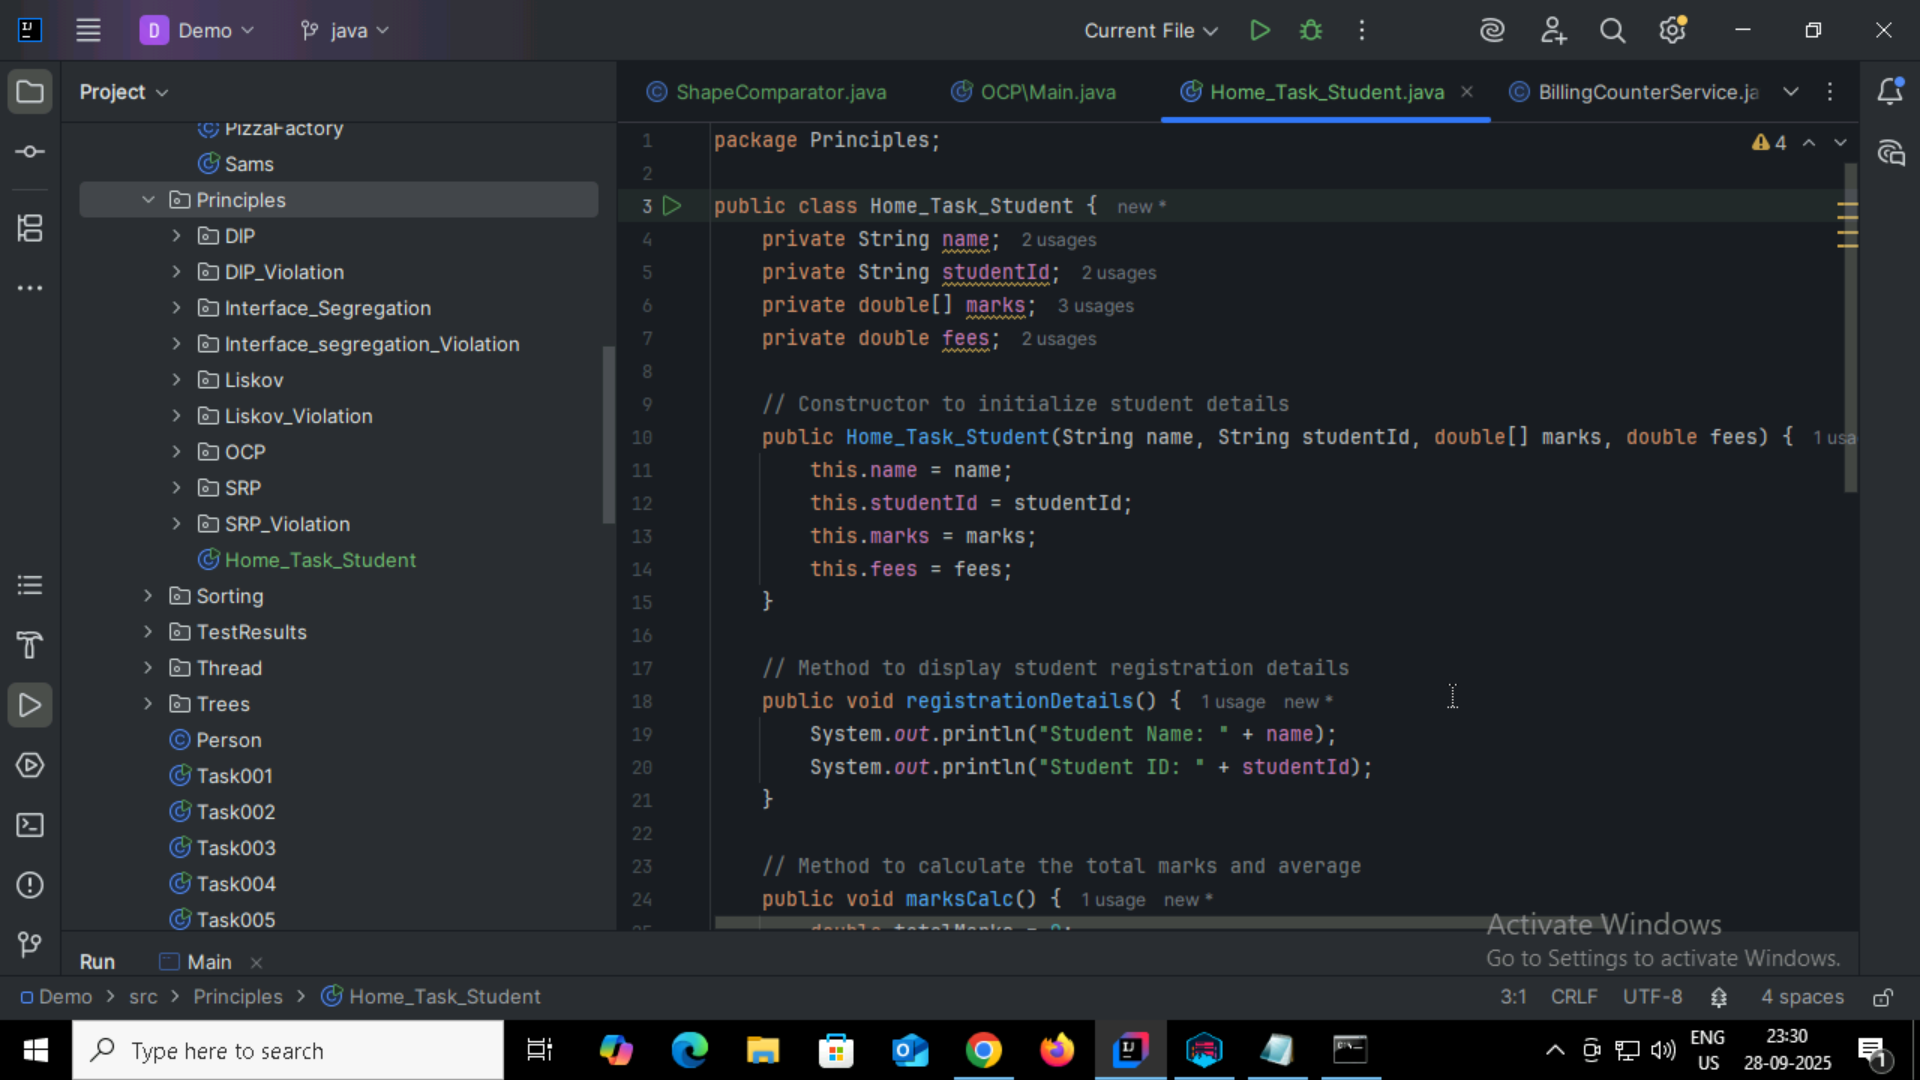 IJ
D Demo
java
Current File
Project
PizzaFactory
Sams
Principles
DIP
DIP_Violation
Interface_Segregation
Interface_segregation_Violation
Liskov
Liskov_Violation
OCP
SRP
SRP_Violation
Home_Task_Student
Sorting
TestResults
Thread
Trees
Person
Task001
Task002
Task003
Task004
Task005
ShapeComparator.java
OCP\Main.java
Home_Task_Student.java
BillingCounterService.ja
4
1 package Principles;
2
3 public class Home_Task_Student { new *
4 private String name; 2 usages
5 private String studentId; 2 usages
6 private double[] marks; 3 usages
7 private double fees; 2 usages
8
9 // Constructor to initialize student details
10 public Home_Task_Student(String name, String studentId, double[] marks, double fees) { 1 usa
11 this.name = name;
12 this.studentId = studentId;
13 this.marks = marks;
14 this.fees = fees;
15 }
16
17 // Method to display student registration details
18 public void registrationDetails() { 1 usage new *
19 System.out.println("Student Name: " + name);
20 System.out.println("Student ID: " + studentId);
21 }
22
23 // Method to calculate the total marks and average
24 public void marksCalc() { 1 usage new *
25 double totalMarks = 0;
Activate Windows
Go to Settings to activate Windows.
Run
Main
Demo > src > Principles > Home_Task_Student
3:1 CRLF UTF-8 4 spaces
Type here to search
ENG
US
23:30
28-09-2025
1